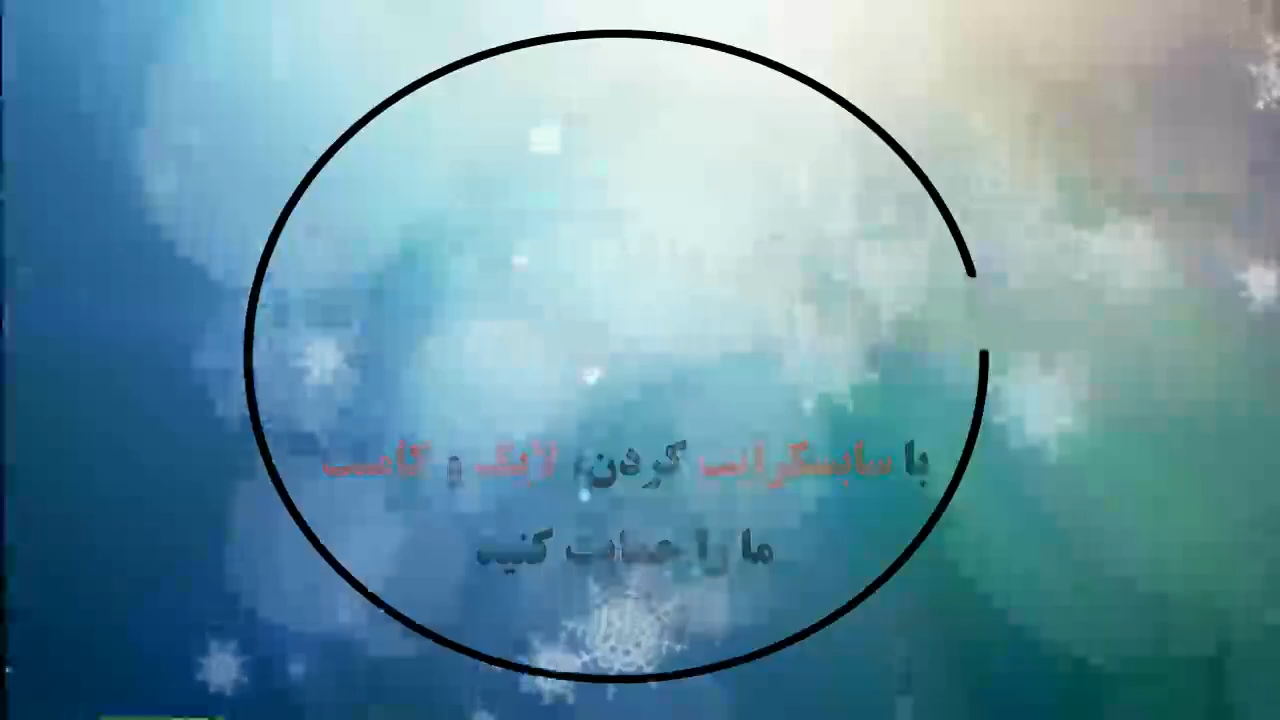 با سابسکرایب کردن، لایک و کامنت
ما را حمایت کنید